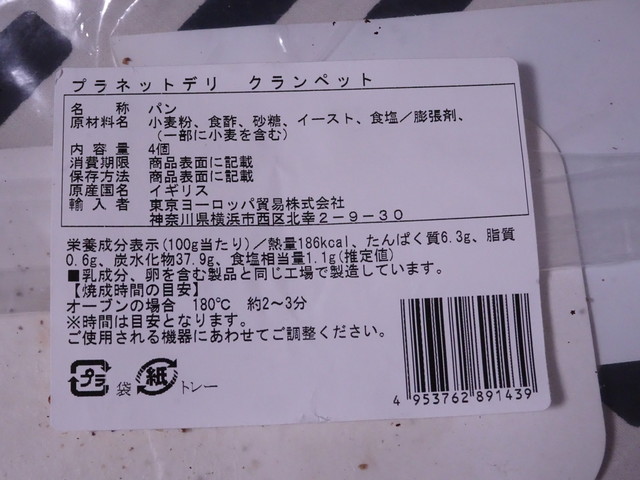 プラネットデリ　クランペット
名　　称　パン
原材料名　小麦粉、食酢、砂糖、イースト、食塩／膨張剤、
（一部に小麦を含む）
内 容 量　4個
消費期限　商品表面に記載
保存方法　商品表面に記載
原産国名　イギリス
輸 入 者　東京ヨーロッパ貿易株式会社
神奈川県横浜市西区北幸２－９－３０
栄養成分表示(100g当たり)／熱量186kcal、たんぱく質6.3g、脂質
0.6g、炭水化物37.9g、食塩相当量1.1g(推定値)
■乳成分、卵を含む製品と同じ工場で製造しています。
【焼成時間の目安】
オーブンの場合　180℃　約2～3分
※時間は目安となります。
ご使用される機器にあわせてご調整ください。
プラ 袋 紙 トレー
4 953762 891439